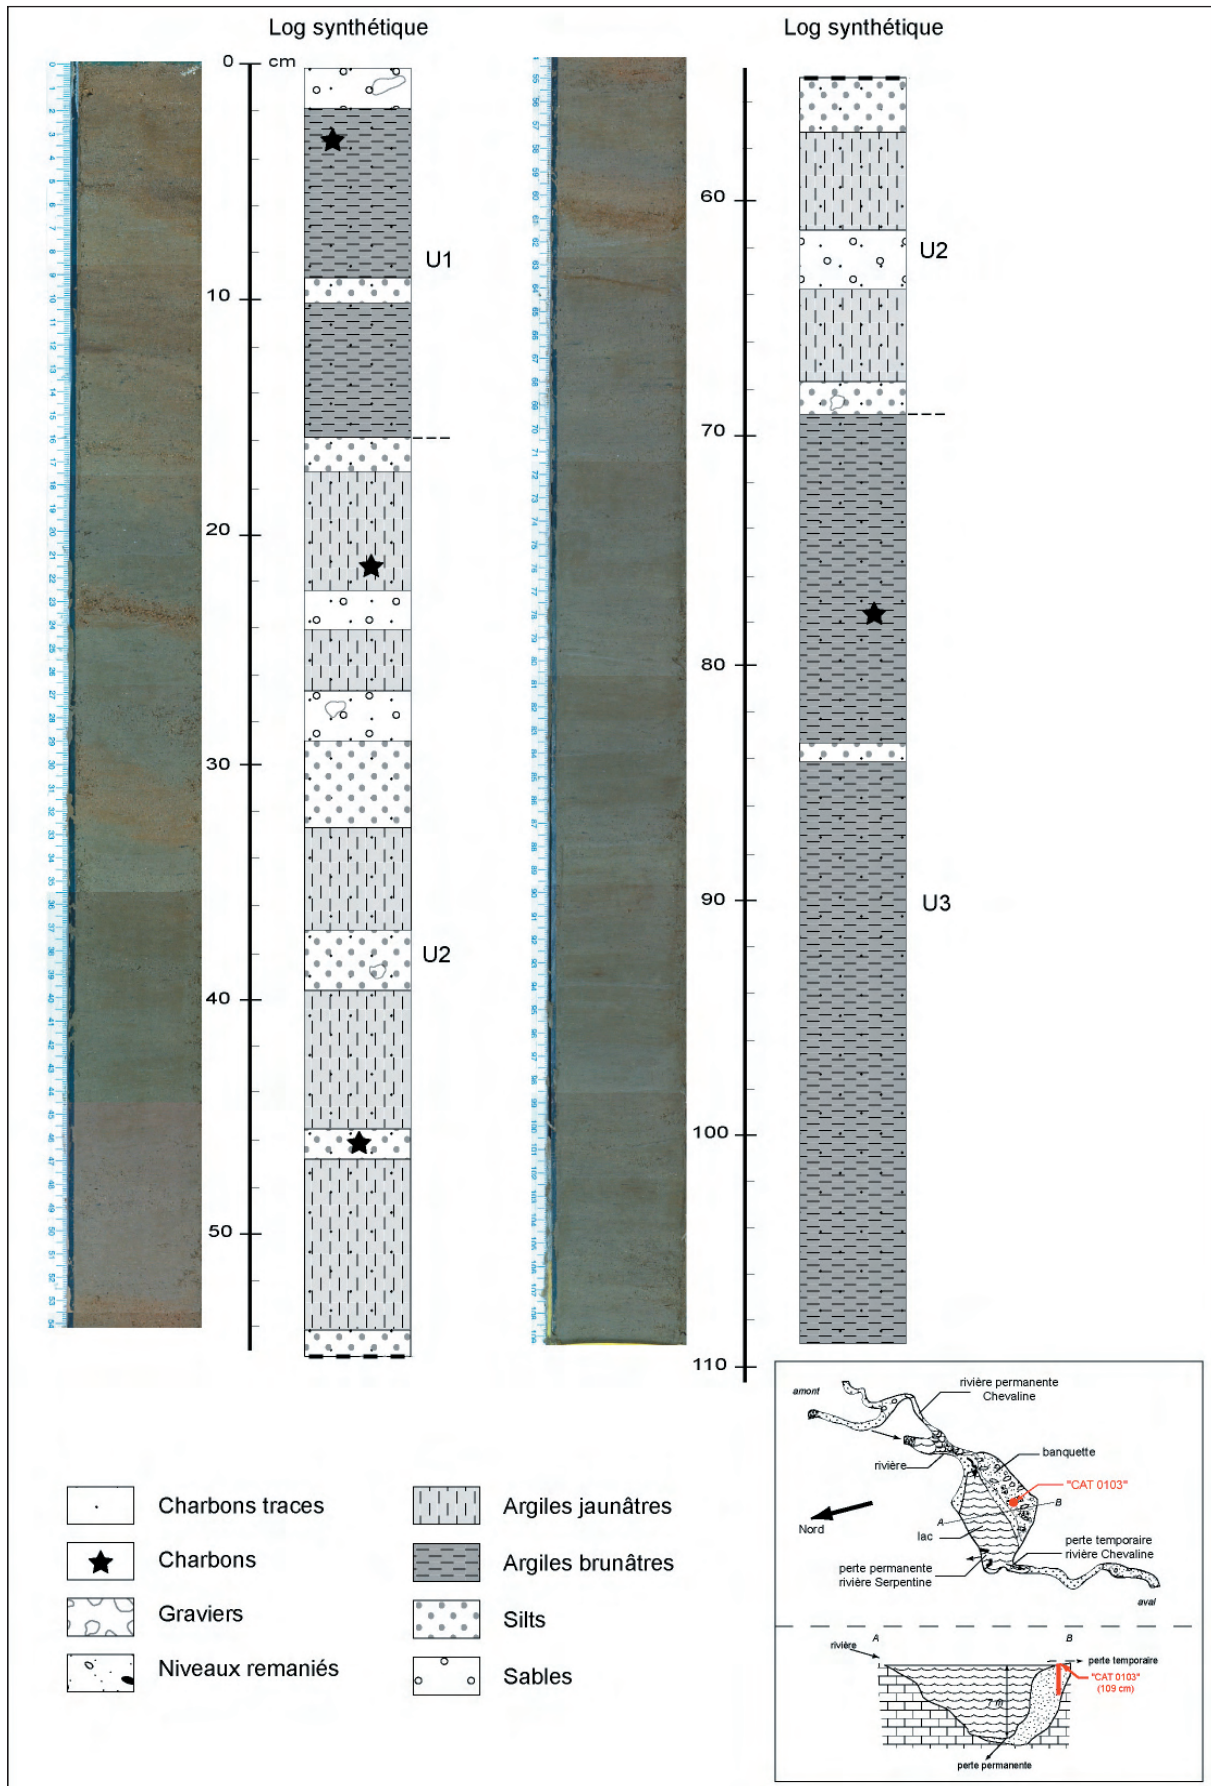 Log synthétique
Log synthétique
0 cm
U1
10
20
30
U2
40
50
60
U2
70
80
90
U3
100
110
Charbons traces
Charbons
Graviers
Niveaux remaniés
Argiles jaunâtres
Argiles brunâtres
Silts
Sables
amont
rivière permanente
Chevaline
rivière
banquette
"CAT 0103"
A
B
Nord
lac
perte temporaire
rivière Chevaline
perte permanente
rivière Serpentine
aval
A
B
rivière
perte temporaire
"CAT 0103"
(109 cm)
7 m
perte permanente